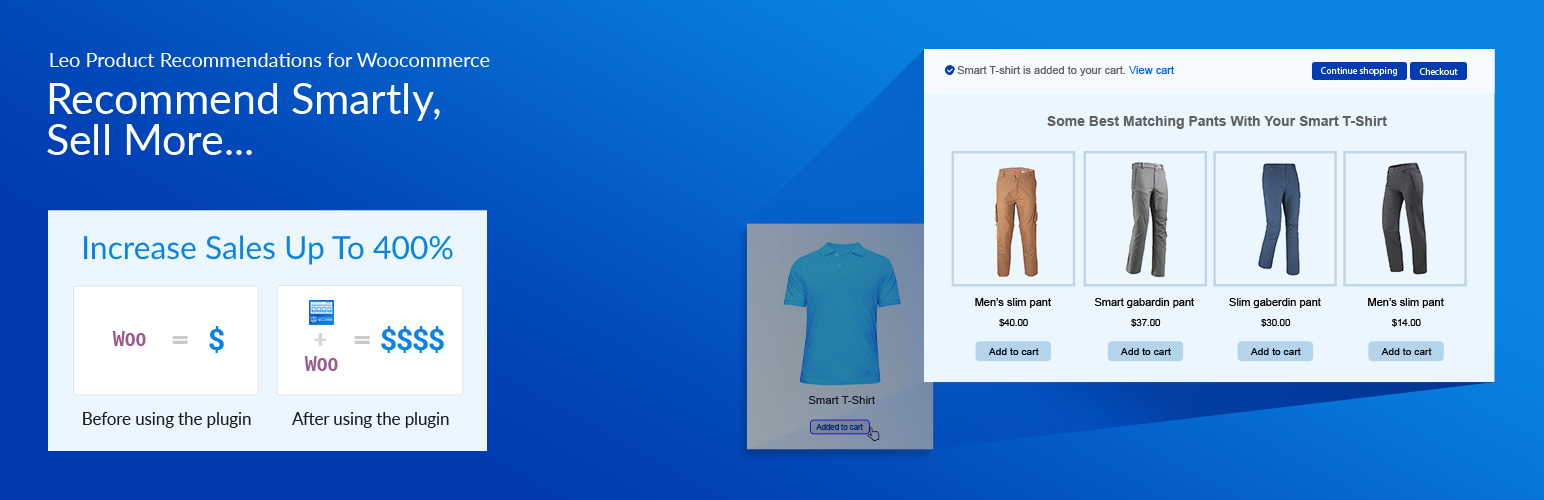 Leo Product Recommendations for Woocommerce
Recommend Smartly,
Sell More...
Increase Sales Up To 400%
Woo = $
+
Woo
= $$$$
Before using the plugin
After using the plugin
Smart T-Shirt
Added to cart
Smart T-shirt is added to your cart. View cart
Continue shopping
Checkout
Some Best Matching Pants With Your Smart T-Shirt
Men's slim pant
$40.00
Add to cart
Smart gabardin pant
$37.00
Add to cart
Slim gaberdin pant
$30.00
Add to cart
Men's slim pant
$14.00
Add to cart